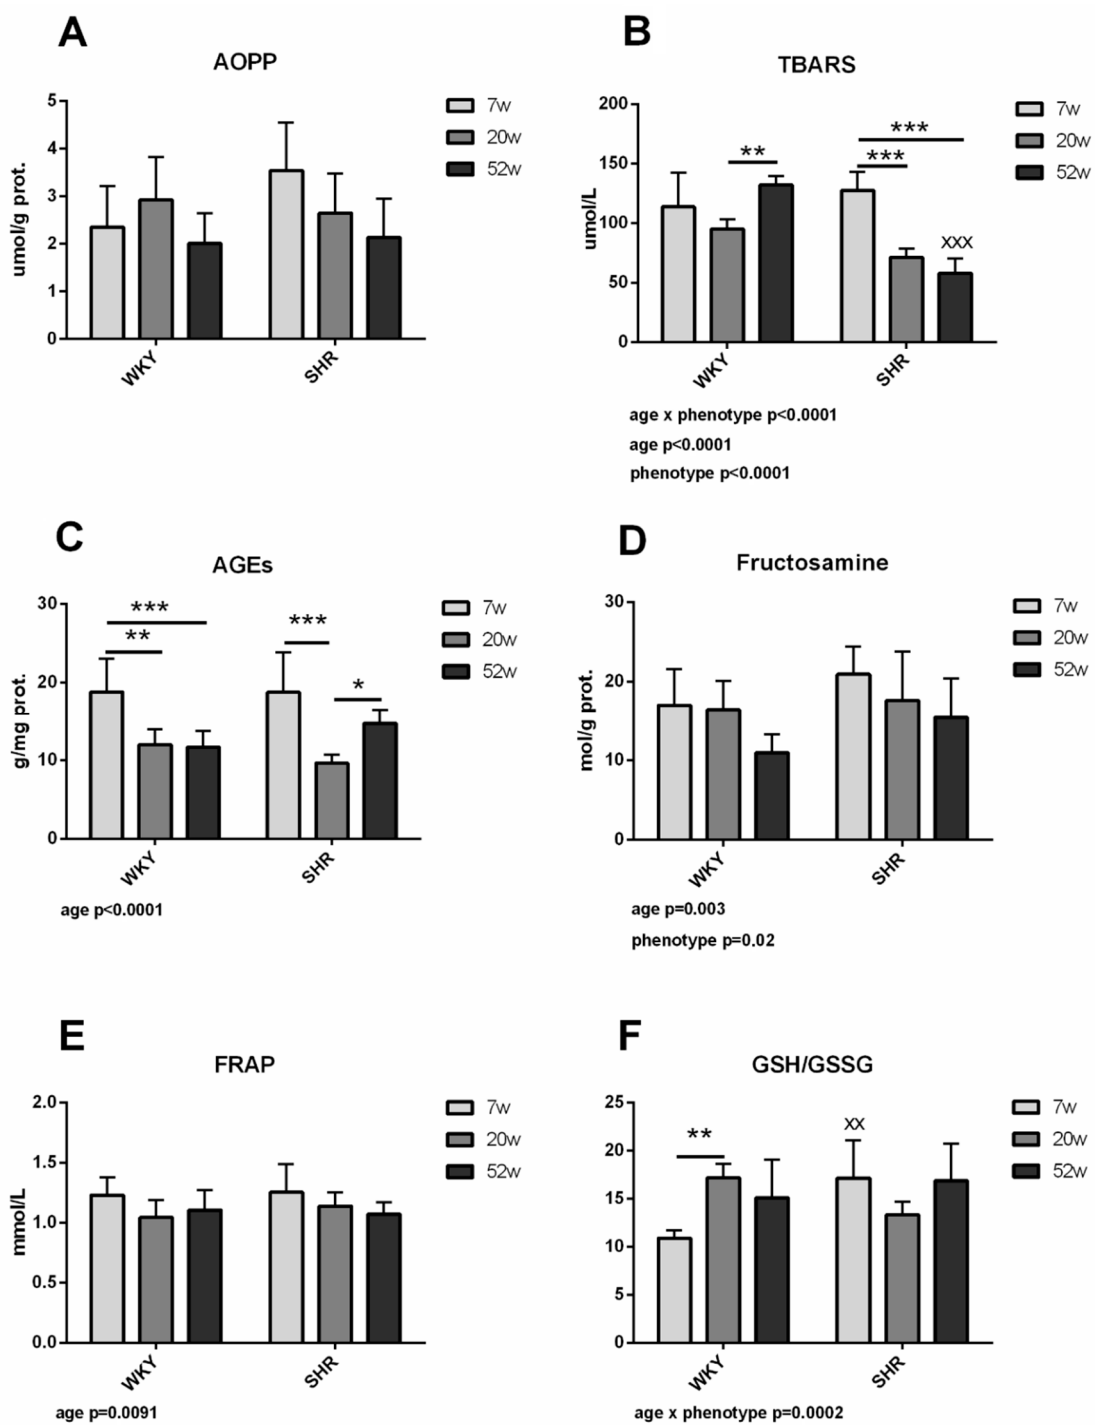 A
AOPP
umol/g prot.
5
4
3
2
1
0
WKY
SHR
7w
20w
52w
B
TBARS
umol/L
200
150
100
50
0
**
***
***
xxx
WKY
SHR
7w
20w
52w
age x phenotype p<0.0001
age p<0.0001
phenotype p<0.0001
C
AGEs
g/mg prot.
30
20
10
0
***
**
***
*
WKY
SHR
7w
20w
52w
age p<0.0001
D
Fructosamine
mol/g prot.
30
20
10
0
WKY
SHR
7w
20w
52w
age p=0.003
phenotype p=0.02
E
FRAP
mmol/L
2.0
1.5
1.0
0.5
0.0
WKY
SHR
7w
20w
52w
age p=0.0091
F
GSH/GSSG
25
20
15
10
5
0
**
xx
WKY
SHR
7w
20w
52w
age x phenotype p=0.0002